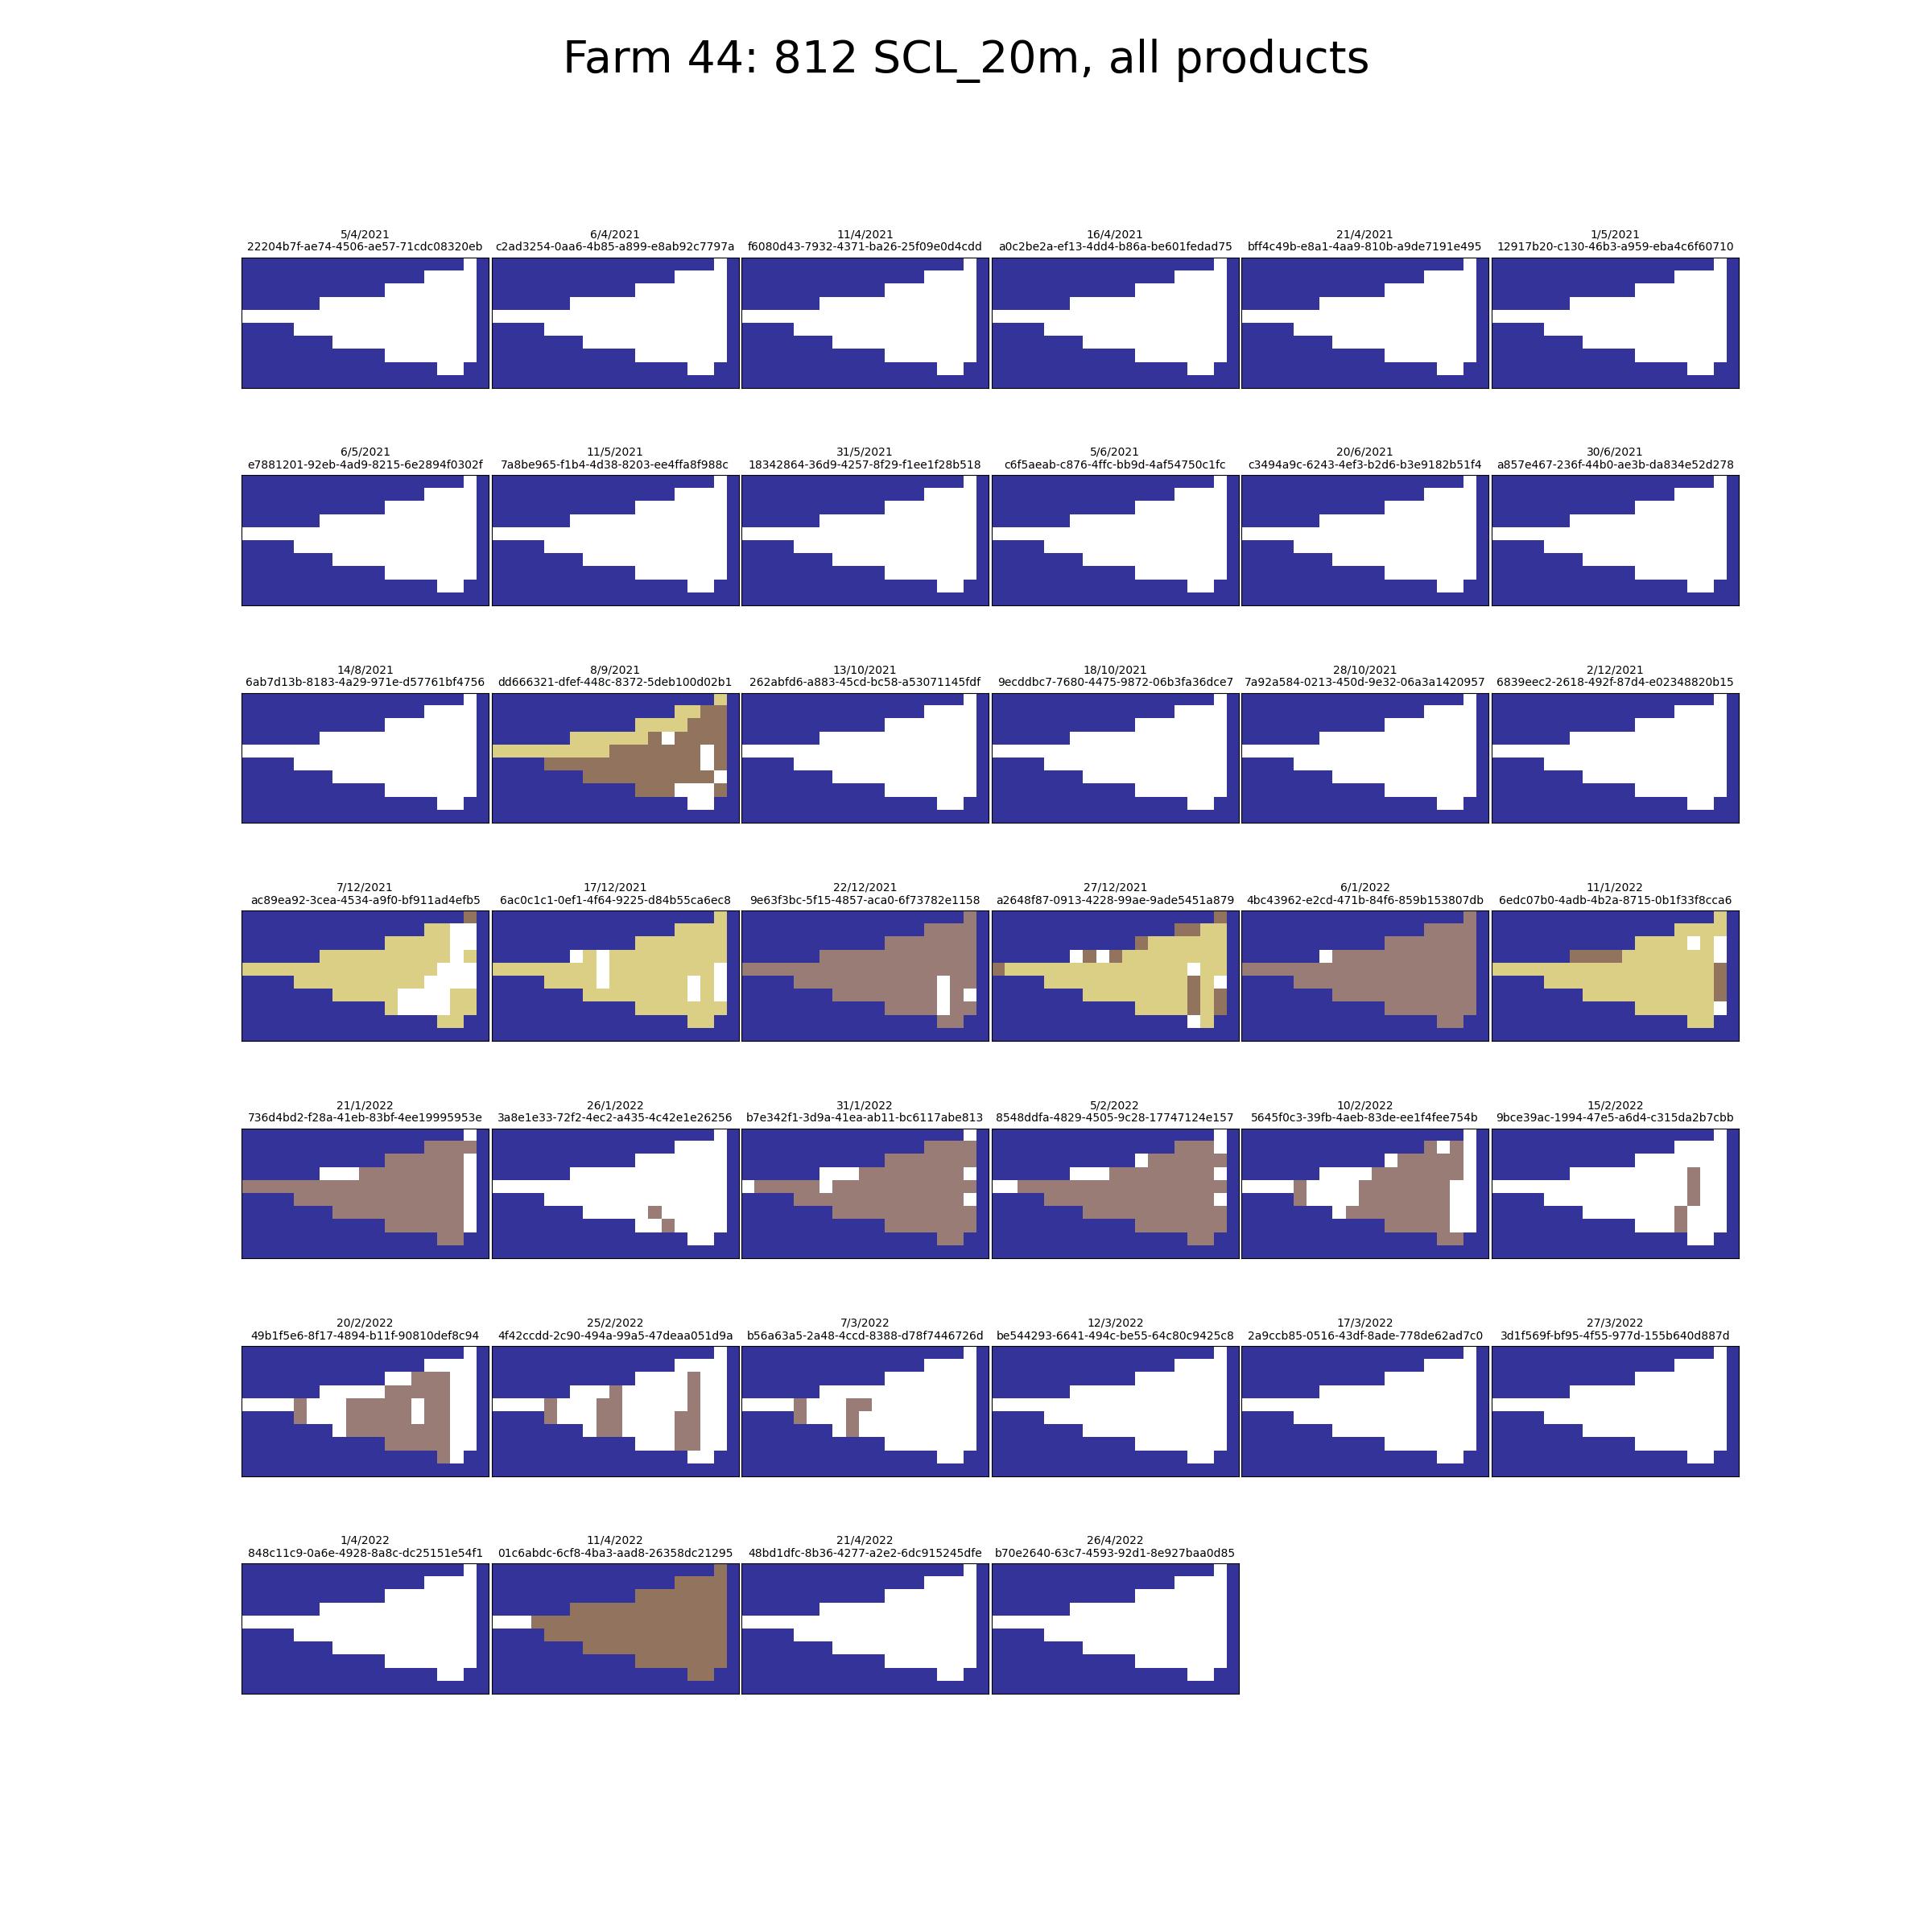 Farm 44: 812 SCL_20m, all products
5/4/2021
22204b7f-ae74-4506-ae57-71cdc08320eb
6/4/2021
c2ad3254-0aa6-4b85-a899-e8ab92c7797a
11/4/2021
f6080d43-7932-4371-ba26-25f09e0d4cdd
16/4/2021
a0c2be2a-ef13-4dd4-b86a-be601fedad75
21/4/2021
bff4c49b-e8a1-4aa9-810b-a9de7191e495
1/5/2021
12917b20-c130-46b3-a959-eba4c6f60710
6/5/2021
e7881201-92eb-4ad9-8215-6e2894f0302f
11/5/2021
7a8be965-f1b4-4d38-8203-ee4ffa8f988c
31/5/2021
18342864-36d9-4257-8f29-f1ee1f28b518
5/6/2021
c6f5aeab-c876-4ffc-bb9d-4af54750c1fc
20/6/2021
c3494a9c-6243-4ef3-b2d6-b3e9182b51f4
30/6/2021
a857e467-236f-44b0-ae3b-da834e52d278
14/8/2021
6ab7d13b-8183-4a29-971e-d57761bf4756
8/9/2021
dd666321-dfef-448c-8372-5deb100d02b1
13/10/2021
262abfd6-a883-45cd-bc58-a53071145fdf
18/10/2021
9ecddbc7-7680-4475-9872-06b3fa36dce7
28/10/2021
7a92a584-0213-450d-9e32-06a3a1420957
2/12/2021
6839eec2-2618-492f-87d4-e02348820b15
7/12/2021
ac89ea92-3cea-4534-a9f0-bf911ad4efb5
17/12/2021
6ac0c1c1-0ef1-4f64-9225-d84b55ca6ec8
22/12/2021
9e63f3bc-5f15-4857-aca0-6f73782e1158
27/12/2021
a2648f87-0913-4228-99ae-9ade5451a879
6/1/2022
4bc43962-e2cd-471b-84f6-859b153807db
11/1/2022
6edc07b0-4adb-4b2a-8715-0b1f33f8cca6
21/1/2022
736d4bd2-f28a-41eb-83bf-4ee19995953e
26/1/2022
3a8e1e33-72f2-4ec2-a435-4c42e1e26256
31/1/2022
b7e342f1-3d9a-41ea-ab11-bc6117abe813
5/2/2022
8548ddfa-4829-4505-9c28-17747124e157
10/2/2022
5645f0c3-39fb-4aeb-83de-ee1f4fee754b
15/2/2022
9bce39ac-1994-47e5-a6d4-c315da2b7cbb
20/2/2022
49b1f5e6-8f17-4894-b11f-90810def8c94
25/2/2022
4f42ccdd-2c90-494a-99a5-47deaa051d9a
7/3/2022
b56a63a5-2a48-4ccd-8388-d78f7446726d
12/3/2022
be544293-6641-494c-be55-64c80c9425c8
17/3/2022
2a9ccb85-0516-43df-8ade-778de62ad7c0
27/3/2022
3d1f569f-bf95-4f55-977d-155b640d887d
1/4/2022
848c11c9-0a6e-4928-8a8c-dc25151e54f1
11/4/2022
01c6abdc-6cf8-4ba3-aad8-26358dc21295
21/4/2022
48bd1dfc-8b36-4277-a2e2-6dc915245dfe
26/4/2022
b70e2640-63c7-4593-92d1-8e927baa0d85